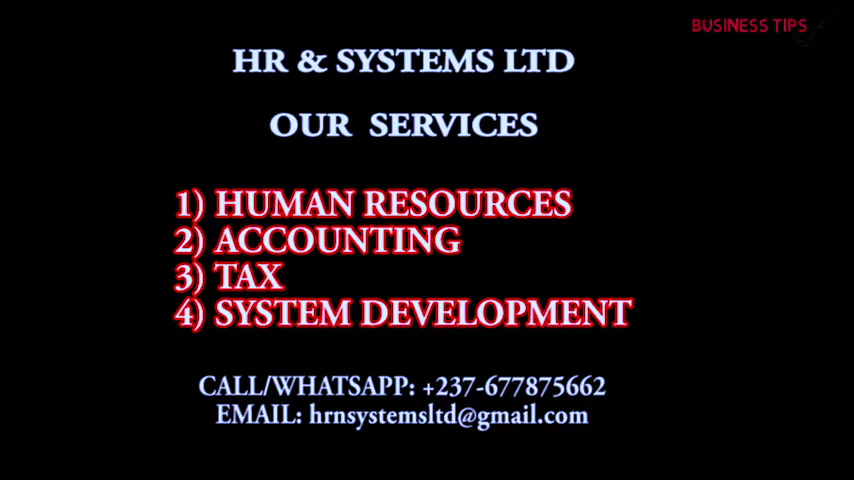 BUSINESS TIPS
HR & SYSTEMS LTD
OUR SERVICES
1) HUMAN RESOURCES
2) ACCOUNTING
3) TAX
4) SYSTEM DEVELOPMENT
CALL/WHATSAPP: +237-677875662
EMAIL: hrnsystemsltd@gmail.com